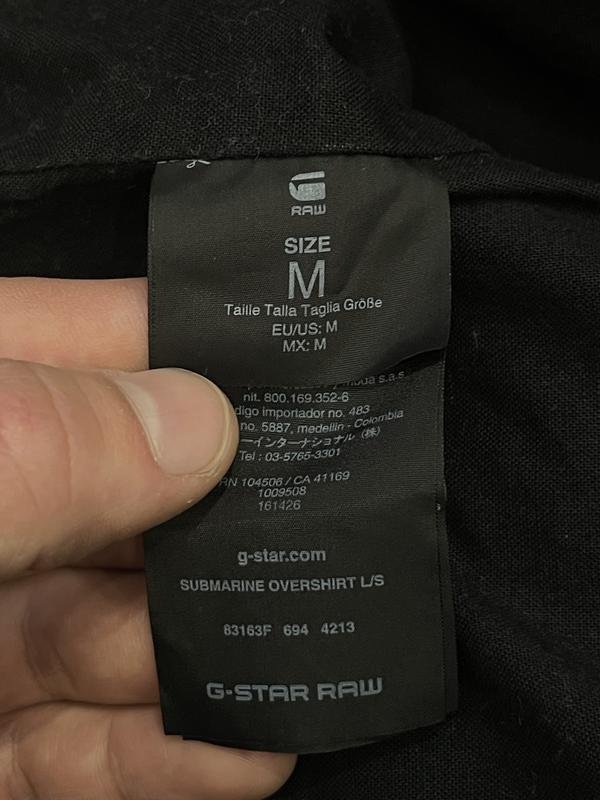 RAW
SIZE
M
Taille Talla Taglia Größe
EU/US: M
MX: M
moda s.a.s.
nit. 800.169.352-6
digo importador no. 483
no. 5887, medellin - Colombia
ーインターナショナル (株)
Tel : 03-5765-3301
RN 104506 / CA 41169
1009508
161426
g-star.com
SUBMARINE OVERSHIRT L/S
83163F 694 4213
G-STAR RAW